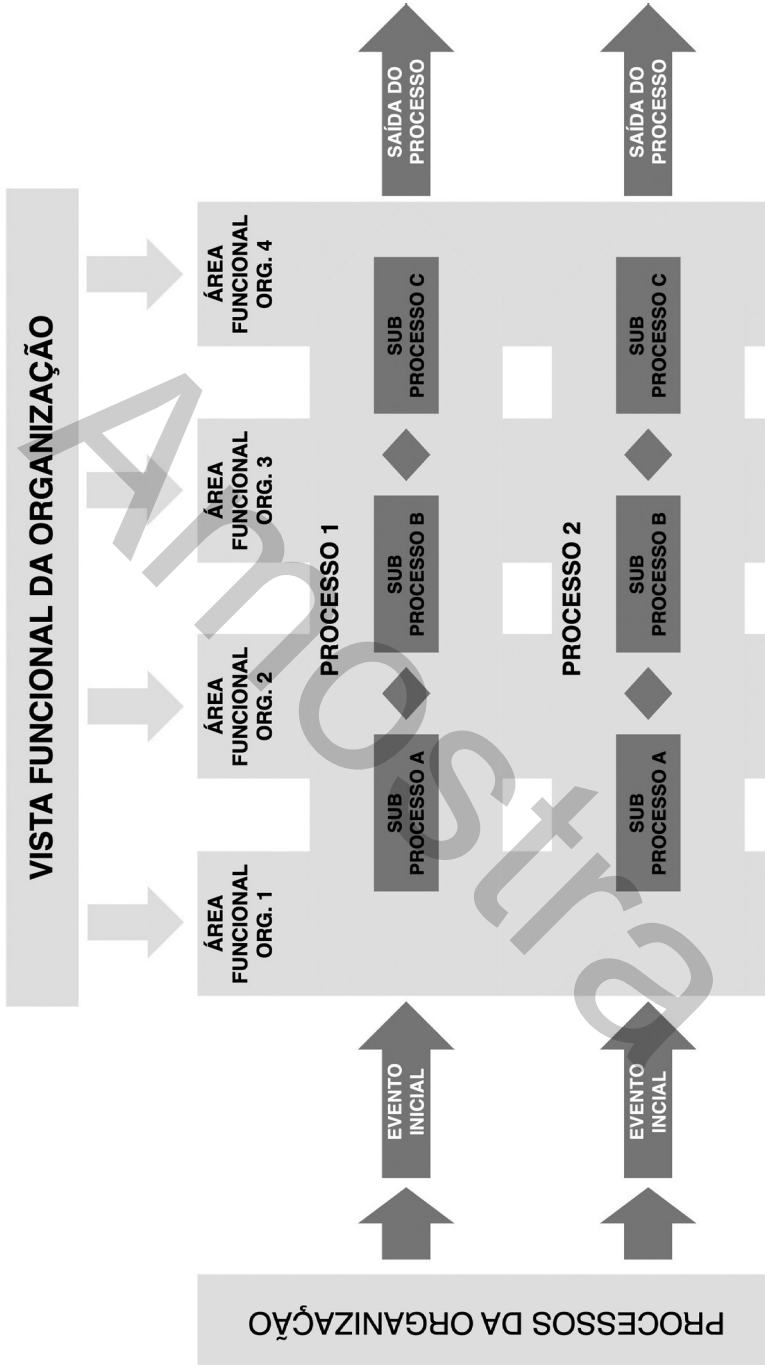 VISTA FUNCIONAL DA ORGANIZAÇÃO
ÁREA
FUNCIONAL
ORG. 1
ÁREA
FUNCIONAL
ORG. 2
ÁREA
FUNCIONAL
ORG. 3
ÁREA
FUNCIONAL
ORG. 4
PROCESSOS DA ORGANIZAÇÃO
PROCESSO 1
EVENTO
INICIAL
SUB
PROCESSO A
SUB
PROCESSO B
SUB
PROCESSO C
SAÍDA DO
PROCESSO
PROCESSO 2
EVENTO
INCIAL
SUB
PROCESSO A
SUB
PROCESSO B
SUB
PROCESSO C
SAÍDA DO
PROCESSO
Amostra